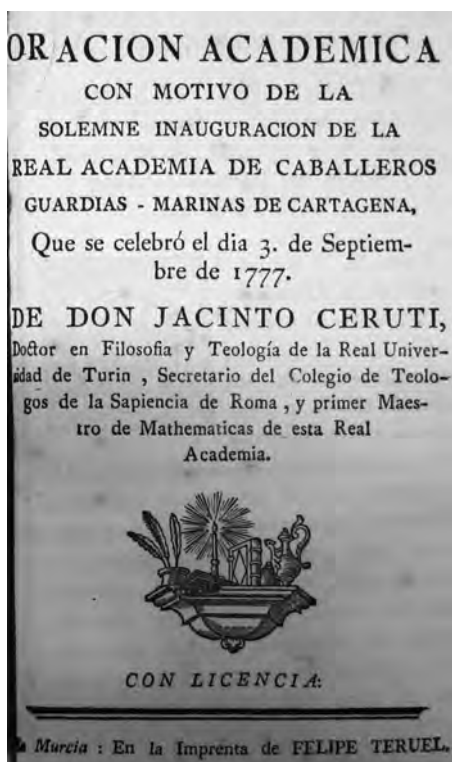 ORACION ACADEMICA
CON MOTIVO DE LA
SOLEMNE INAUGURACION DE LA
REAL ACADEMIA DE CABALLEROS
GUARDIAS - MARINAS DE CARTAGENA,
Que se celebró el dia 3. de Septiem-
bre de 1777.
DE DON JACINTO CERUTI,
Doctor en Filosofia y Teología de la Real Univer-
sidad de Turin , Secretario del Colegio de Teolo-
gos de la Sapiencia de Roma , y primer Maes-
tro de Mathematicas de esta Real
Academia.
CON LICENCIA:
Murcia : En la Imprenta de FELIPE TERUEL.